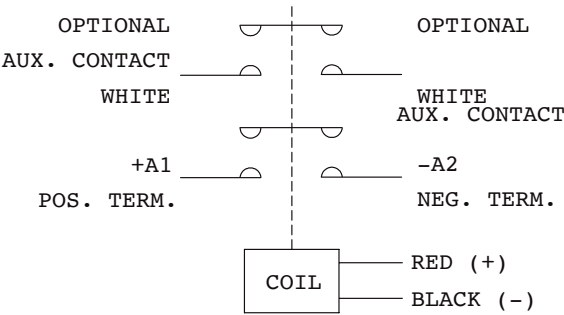 OPTIONAL OPTIONAL
AUX. CONTACT
WHITE WHITE
AUX. CONTACT
+A1 -A2
POS. TERM. NEG. TERM.
COIL
RED (+)
BLACK (-)